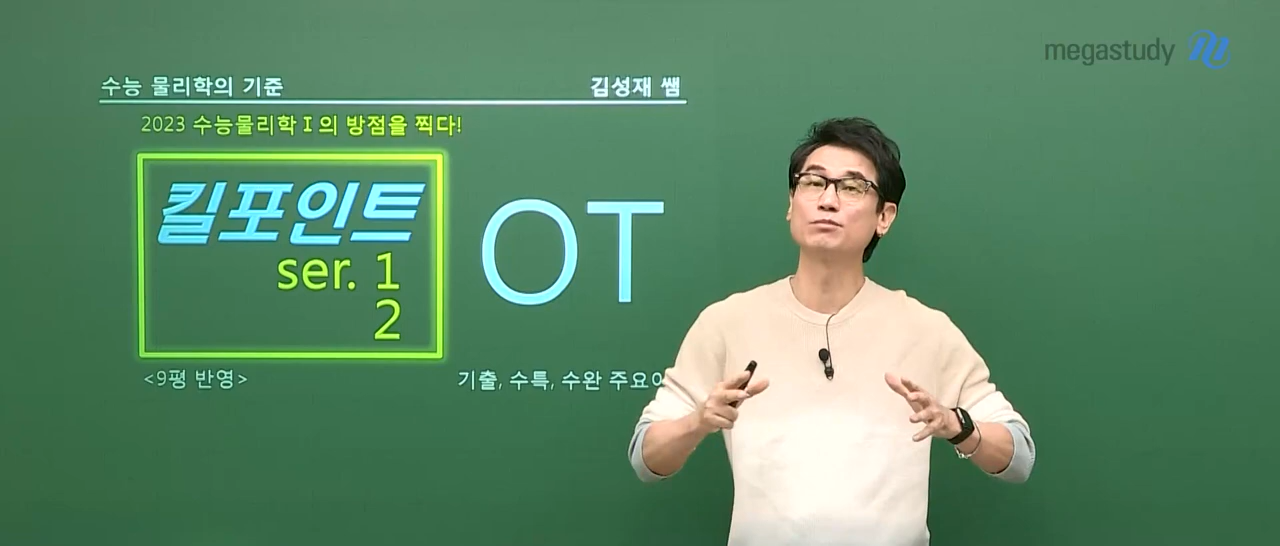 megastudy
수능 물리학의 기준 김성재 쌤
2023 수능물리학 I 의 방점을 찍다!
킬포인트
ser. 1
2
OT
<9평 반영>
기출, 수특, 수완 주요